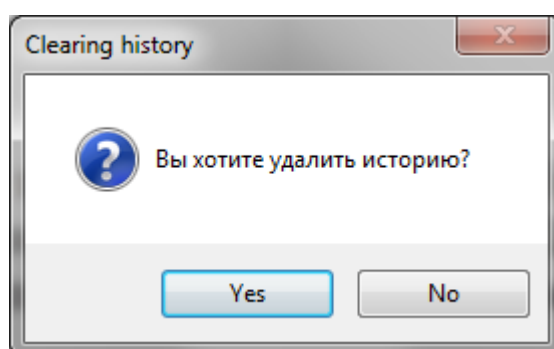 Clearing history
Вы хотите удалить историю?
Yes
No